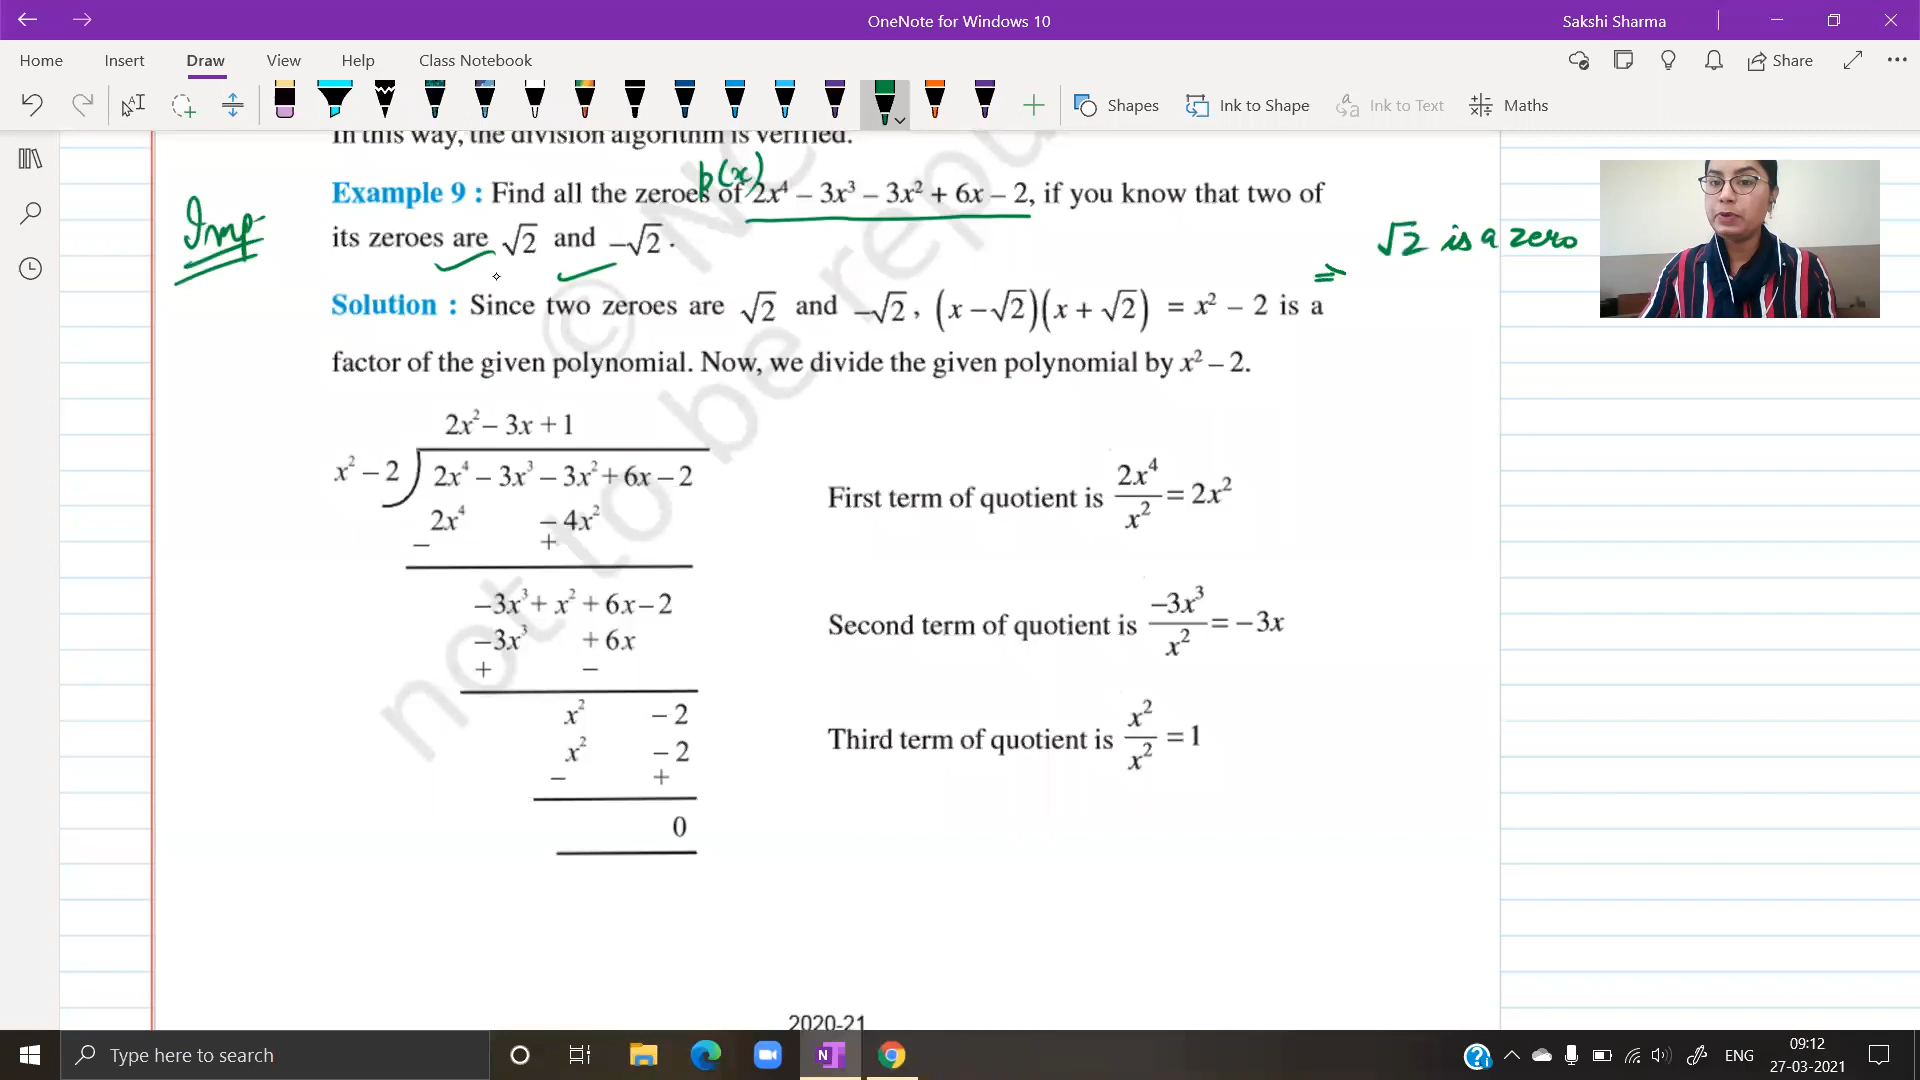 OneNote for Windows 10
Sakshi Sharma
Home Insert Draw View Help Class Notebook
Share
Shapes Ink to Shape Ink to Text Maths
In this way, the division algorithm is verified.
p(x)
Imp
Example 9 : Find all the zeroes of 2x⁴ – 3x³ – 3x² + 6x – 2, if you know that two of
its zeroes are √2 and –√2 .
√2 is a zero
⇒
Solution : Since two zeroes are √2 and –√2 , (x – √2)(x + √2) = x² – 2 is a
factor of the given polynomial. Now, we divide the given polynomial by x² – 2.
2x² – 3x + 1
x² – 2 ) 2x⁴ – 3x³ – 3x² + 6x – 2
2x⁴ – 4x²
– +
First term of quotient is 2x⁴/x² = 2x²
–3x³ + x² + 6x – 2
–3x³ + 6x
+ –
Second term of quotient is –3x³/x² = –3x
x² – 2
x² – 2
– +
Third term of quotient is x²/x² = 1
0
2020-21
© NC
not to be repu
Type here to search
N
ENG
09:12
27-03-2021